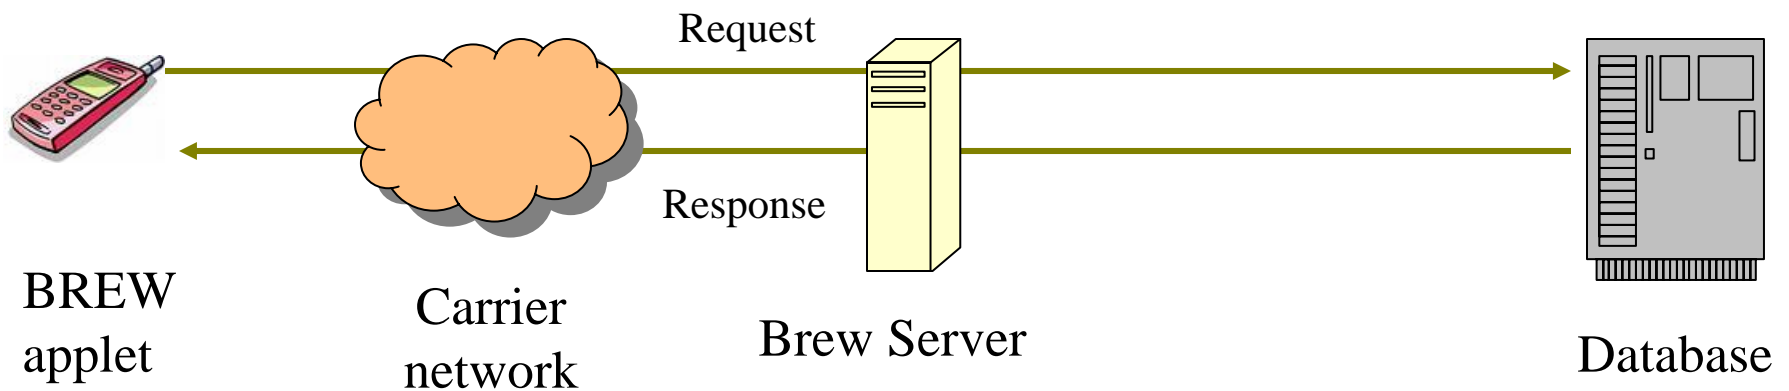 Request
Response
BREW
applet
Carrier
network
Brew Server
Database